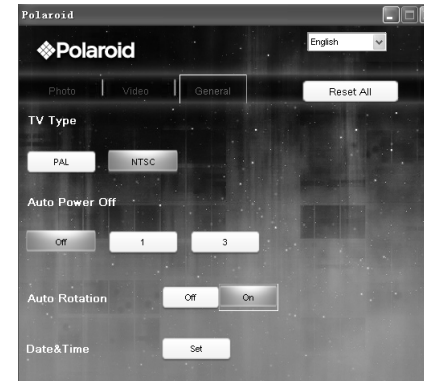 Polaroid
Polaroid
English
Photo Video General
Reset All
TV Type
PAL NTSC
Auto Power Off
Off 1 3
Auto Rotation Off On
Date&Time Set